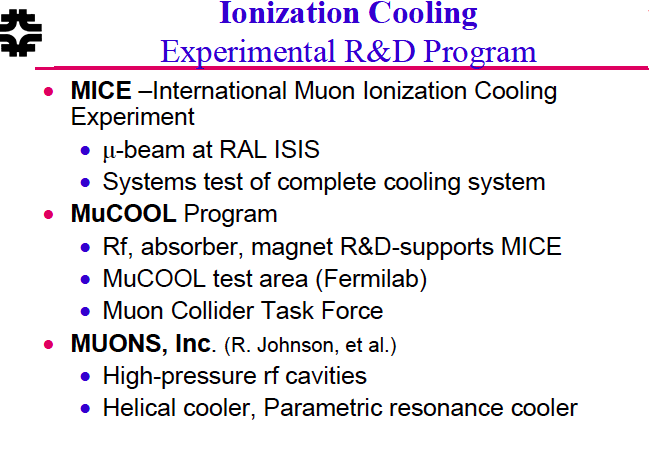 Ionization Cooling
Experimental R&D Program
MICE –International Muon Ionization Cooling
Experiment
μ-beam at RAL ISIS
Systems test of complete cooling system
MuCOOL Program
Rf, absorber, magnet R&D-supports MICE
MuCOOL test area (Fermilab)
Muon Collider Task Force
MUONS, Inc. (R. Johnson, et al.)
High-pressure rf cavities
Helical cooler, Parametric resonance cooler